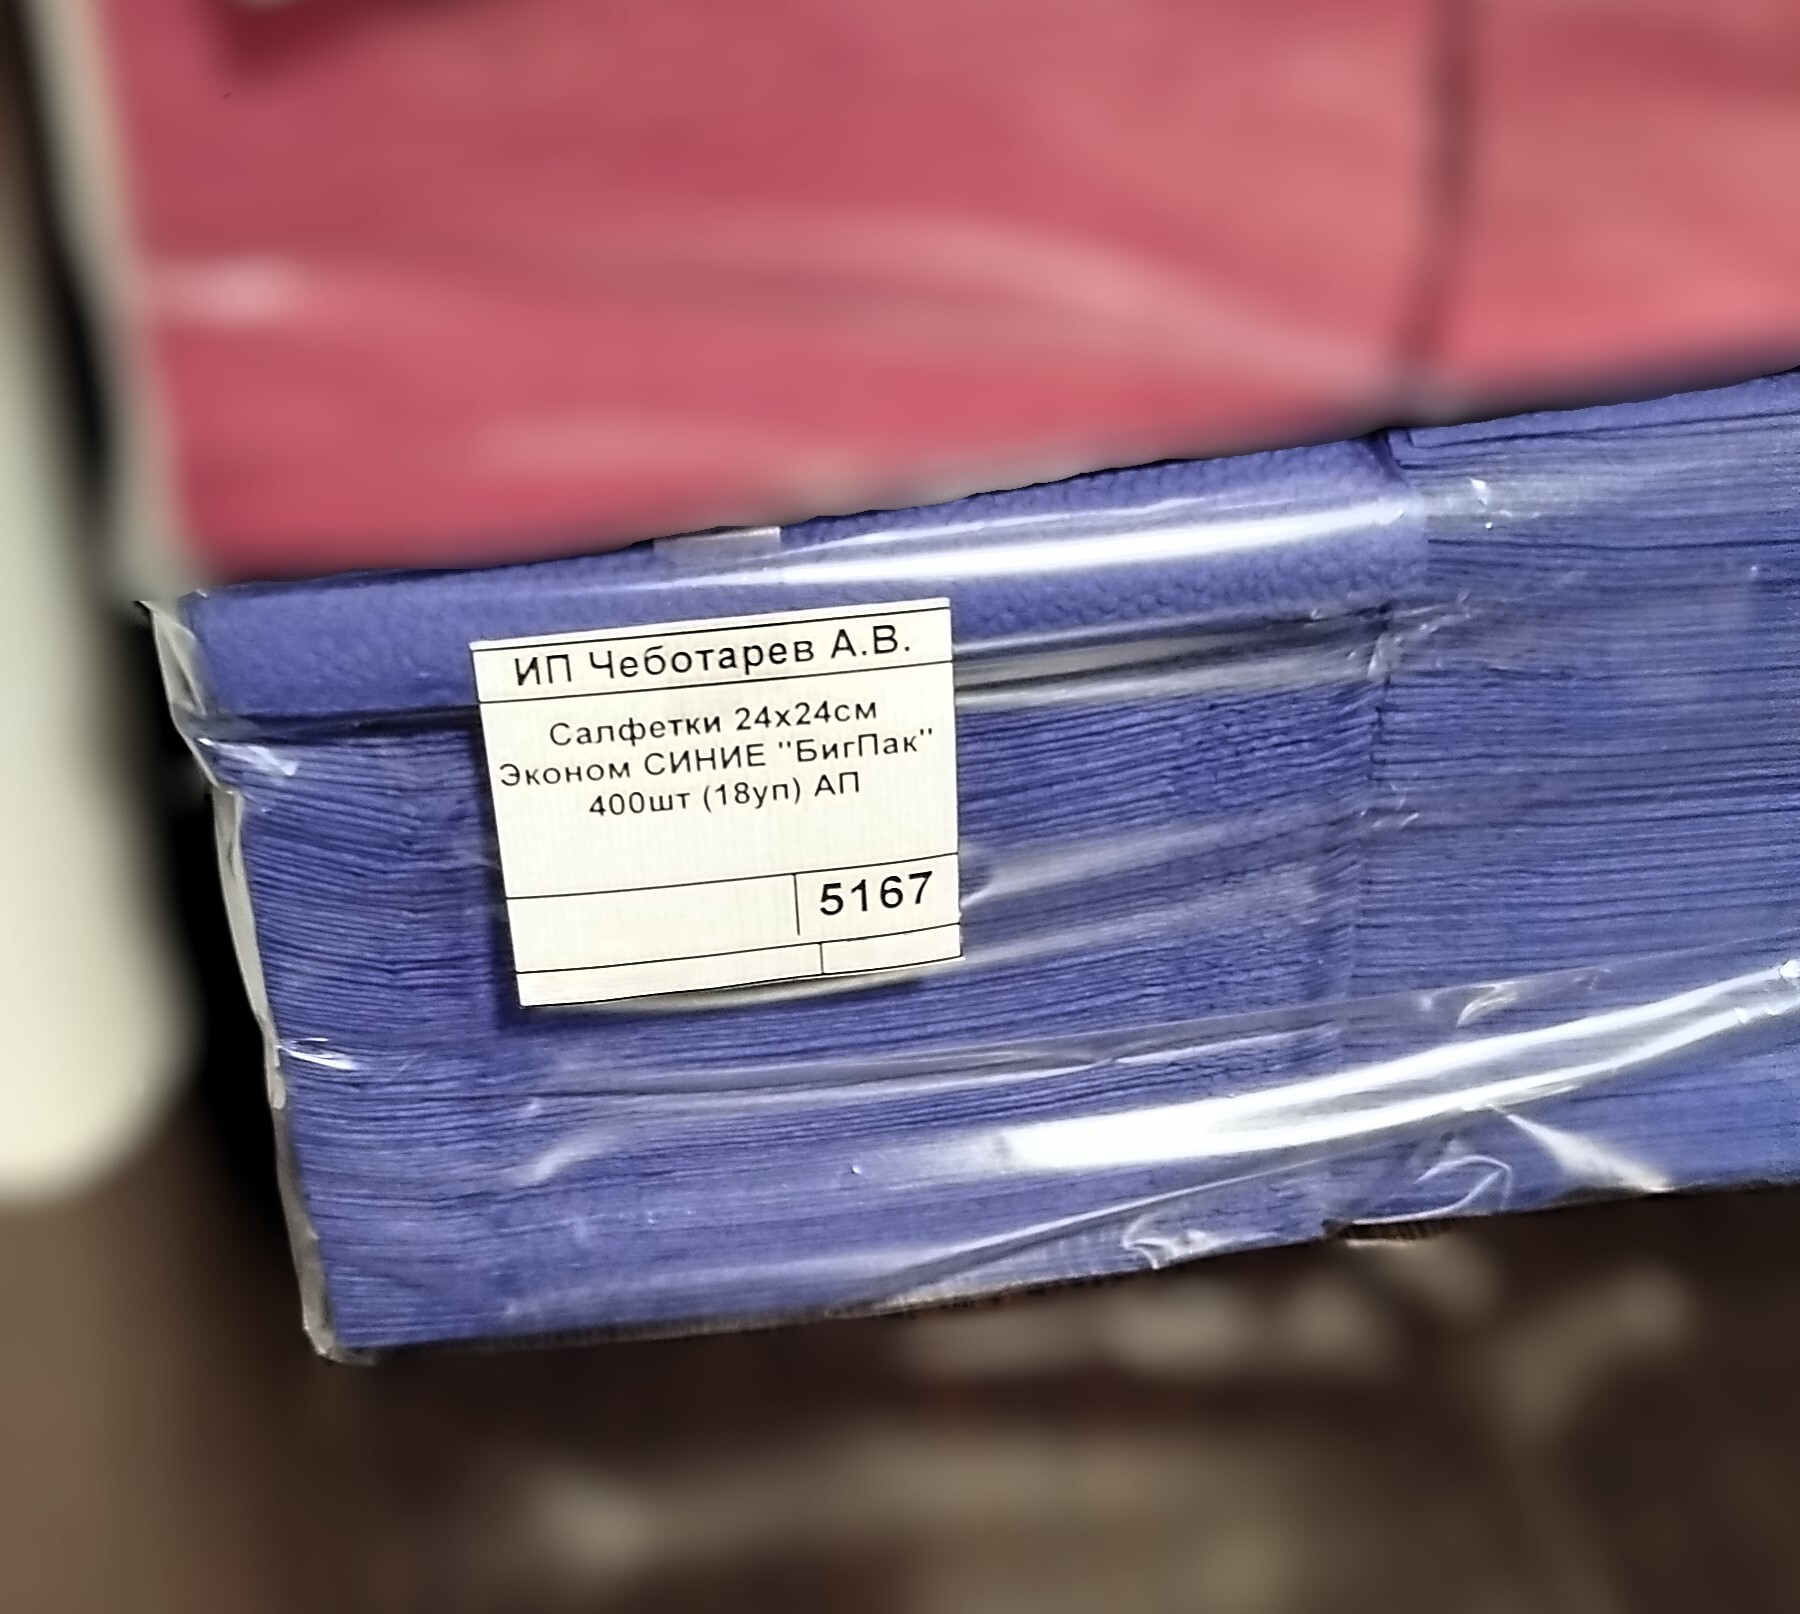 ИП Чеботарев А.В.
Салфетки 24х24см
Эконом СИНИЕ "БигПак"
400шт (18уп) АП
5167